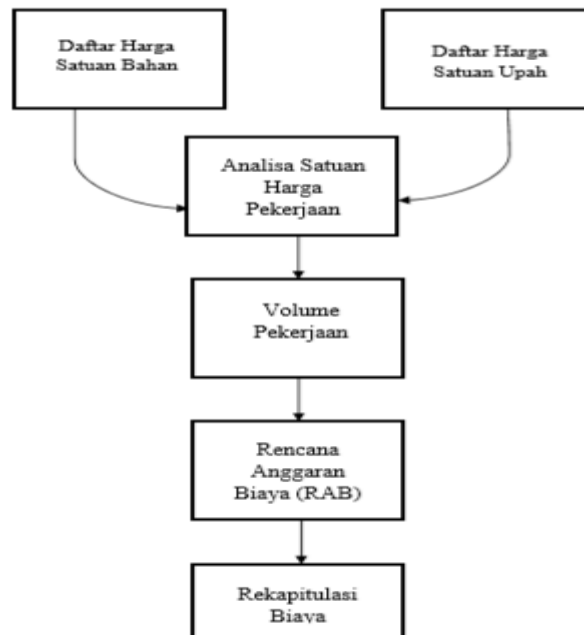 Daftar Harga
Satuan Bahan
Daftar Harga
Satuan Upah
Analisa Satuan
Harga
Pekerjaan
Volume
Pekerjaan
Rencana
Anggaran
Biaya (RAB)
Rekapitulasi
Biaya